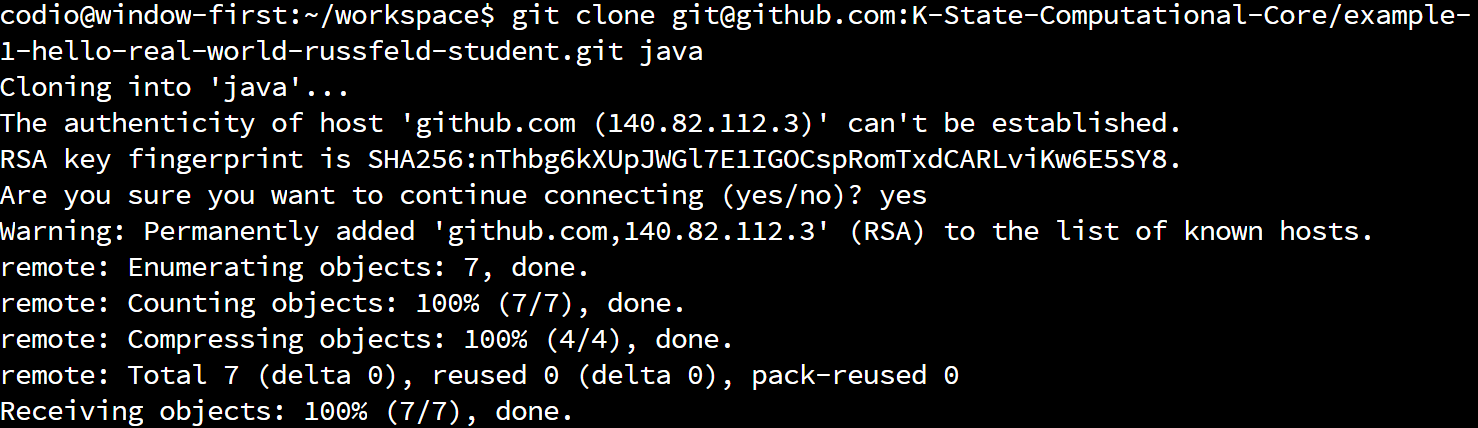 codio@window-first:~/workspace$ git clone git@github.com:K-State-Computational-Core/example-
1-hello-real-world-russfeld-student.git java
Cloning into 'java'...
The authenticity of host 'github.com (140.82.112.3)' can't be established.
RSA key fingerprint is SHA256:nThbg6kXUpJWGl7E1IGOCspRomTxdCARLviKw6E5SY8.
Are you sure you want to continue connecting (yes/no)? yes
Warning: Permanently added 'github.com,140.82.112.3' (RSA) to the list of known hosts.
remote: Enumerating objects: 7, done.
remote: Counting objects: 100% (7/7), done.
remote: Compressing objects: 100% (4/4), done.
remote: Total 7 (delta 0), reused 0 (delta 0), pack-reused 0
Receiving objects: 100% (7/7), done.